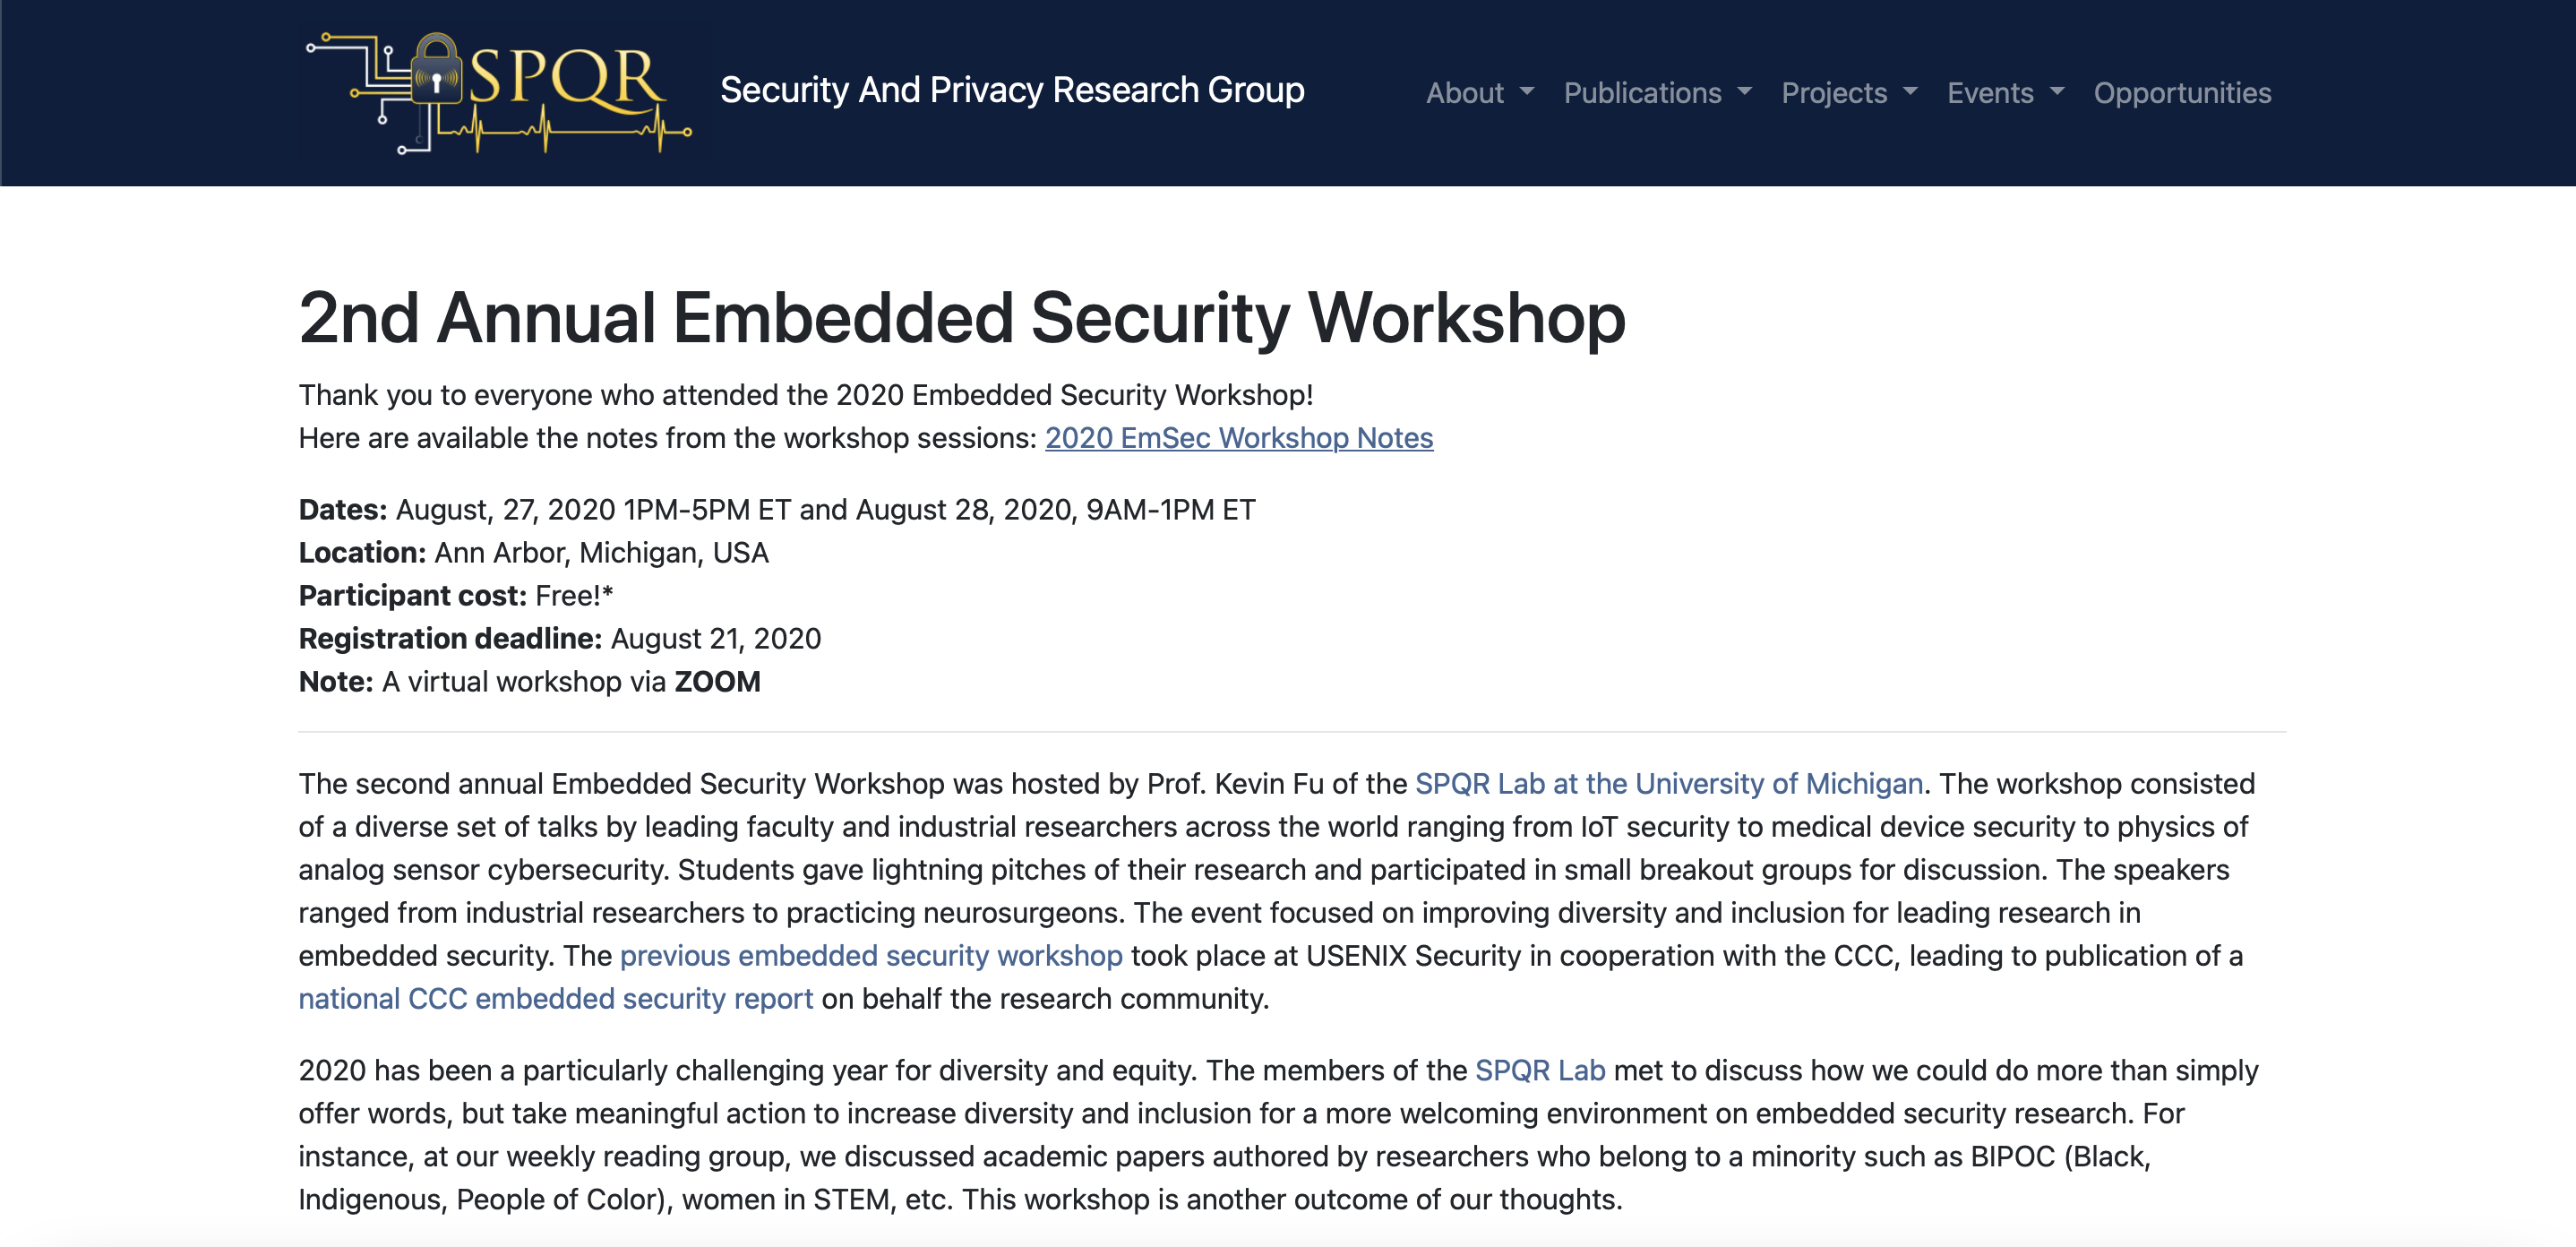 SPQR
Security And Privacy Research Group
About
Publications
Projects
Events
Opportunities
2nd Annual Embedded Security Workshop
Thank you to everyone who attended the 2020 Embedded Security Workshop!
Here are available the notes from the workshop sessions: 2020 EmSec Workshop Notes
Dates: August, 27, 2020 1PM-5PM ET and August 28, 2020, 9AM-1PM ET
Location: Ann Arbor, Michigan, USA
Participant cost: Free!*
Registration deadline: August 21, 2020
Note: A virtual workshop via ZOOM
The second annual Embedded Security Workshop was hosted by Prof. Kevin Fu of the SPQR Lab at the University of Michigan. The workshop consisted
of a diverse set of talks by leading faculty and industrial researchers across the world ranging from IoT security to medical device security to physics of
analog sensor cybersecurity. Students gave lightning pitches of their research and participated in small breakout groups for discussion. The speakers
ranged from industrial researchers to practicing neurosurgeons. The event focused on improving diversity and inclusion for leading research in
embedded security. The previous embedded security workshop took place at USENIX Security in cooperation with the CCC, leading to publication of a
national CCC embedded security report on behalf the research community.
2020 has been a particularly challenging year for diversity and equity. The members of the SPQR Lab met to discuss how we could do more than simply
offer words, but take meaningful action to increase diversity and inclusion for a more welcoming environment on embedded security research. For
instance, at our weekly reading group, we discussed academic papers authored by researchers who belong to a minority such as BIPOC (Black,
Indigenous, People of Color), women in STEM, etc. This workshop is another outcome of our thoughts.